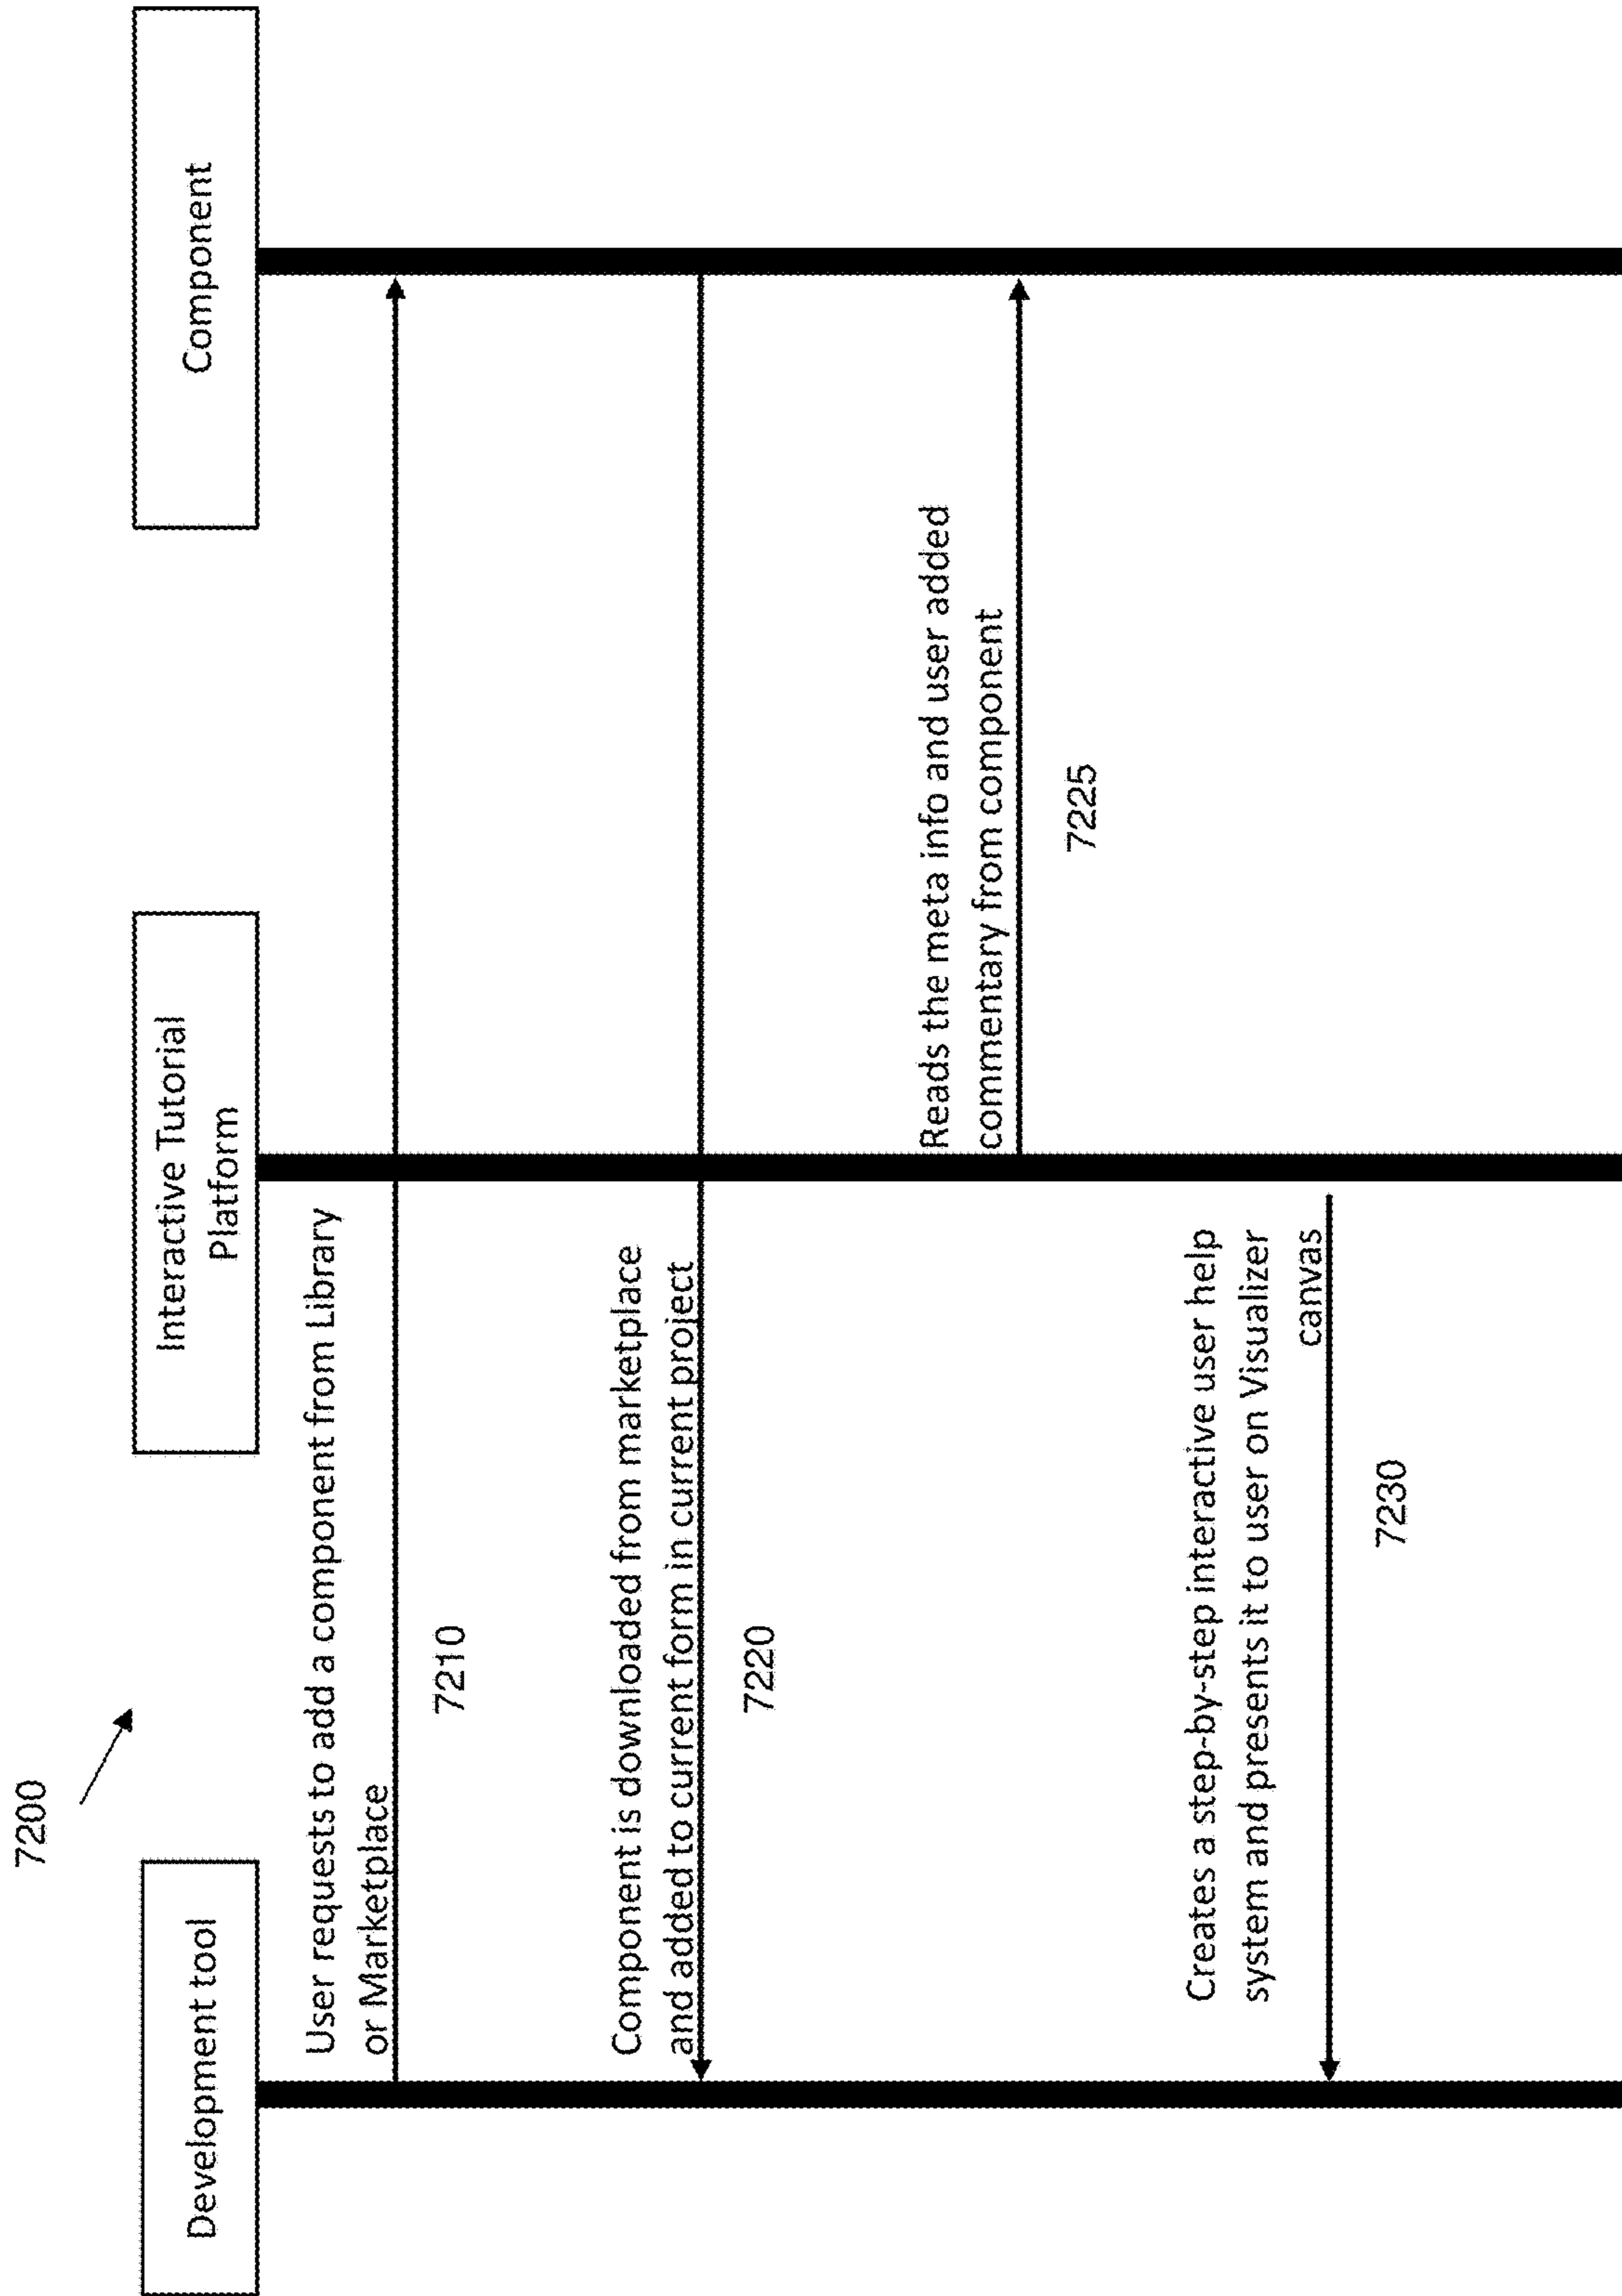 7200
Development tool
Interactive Tutorial
Platform
Component
User requests to add a component from Library
or Marketplace
7210
Component is downloaded from marketplace
and added to current form in current project
7220
Reads the meta info and user added
commentary from component
7225
Creates a step-by-step interactive user help
system and presents it to user on Visualizer
canvas
7230